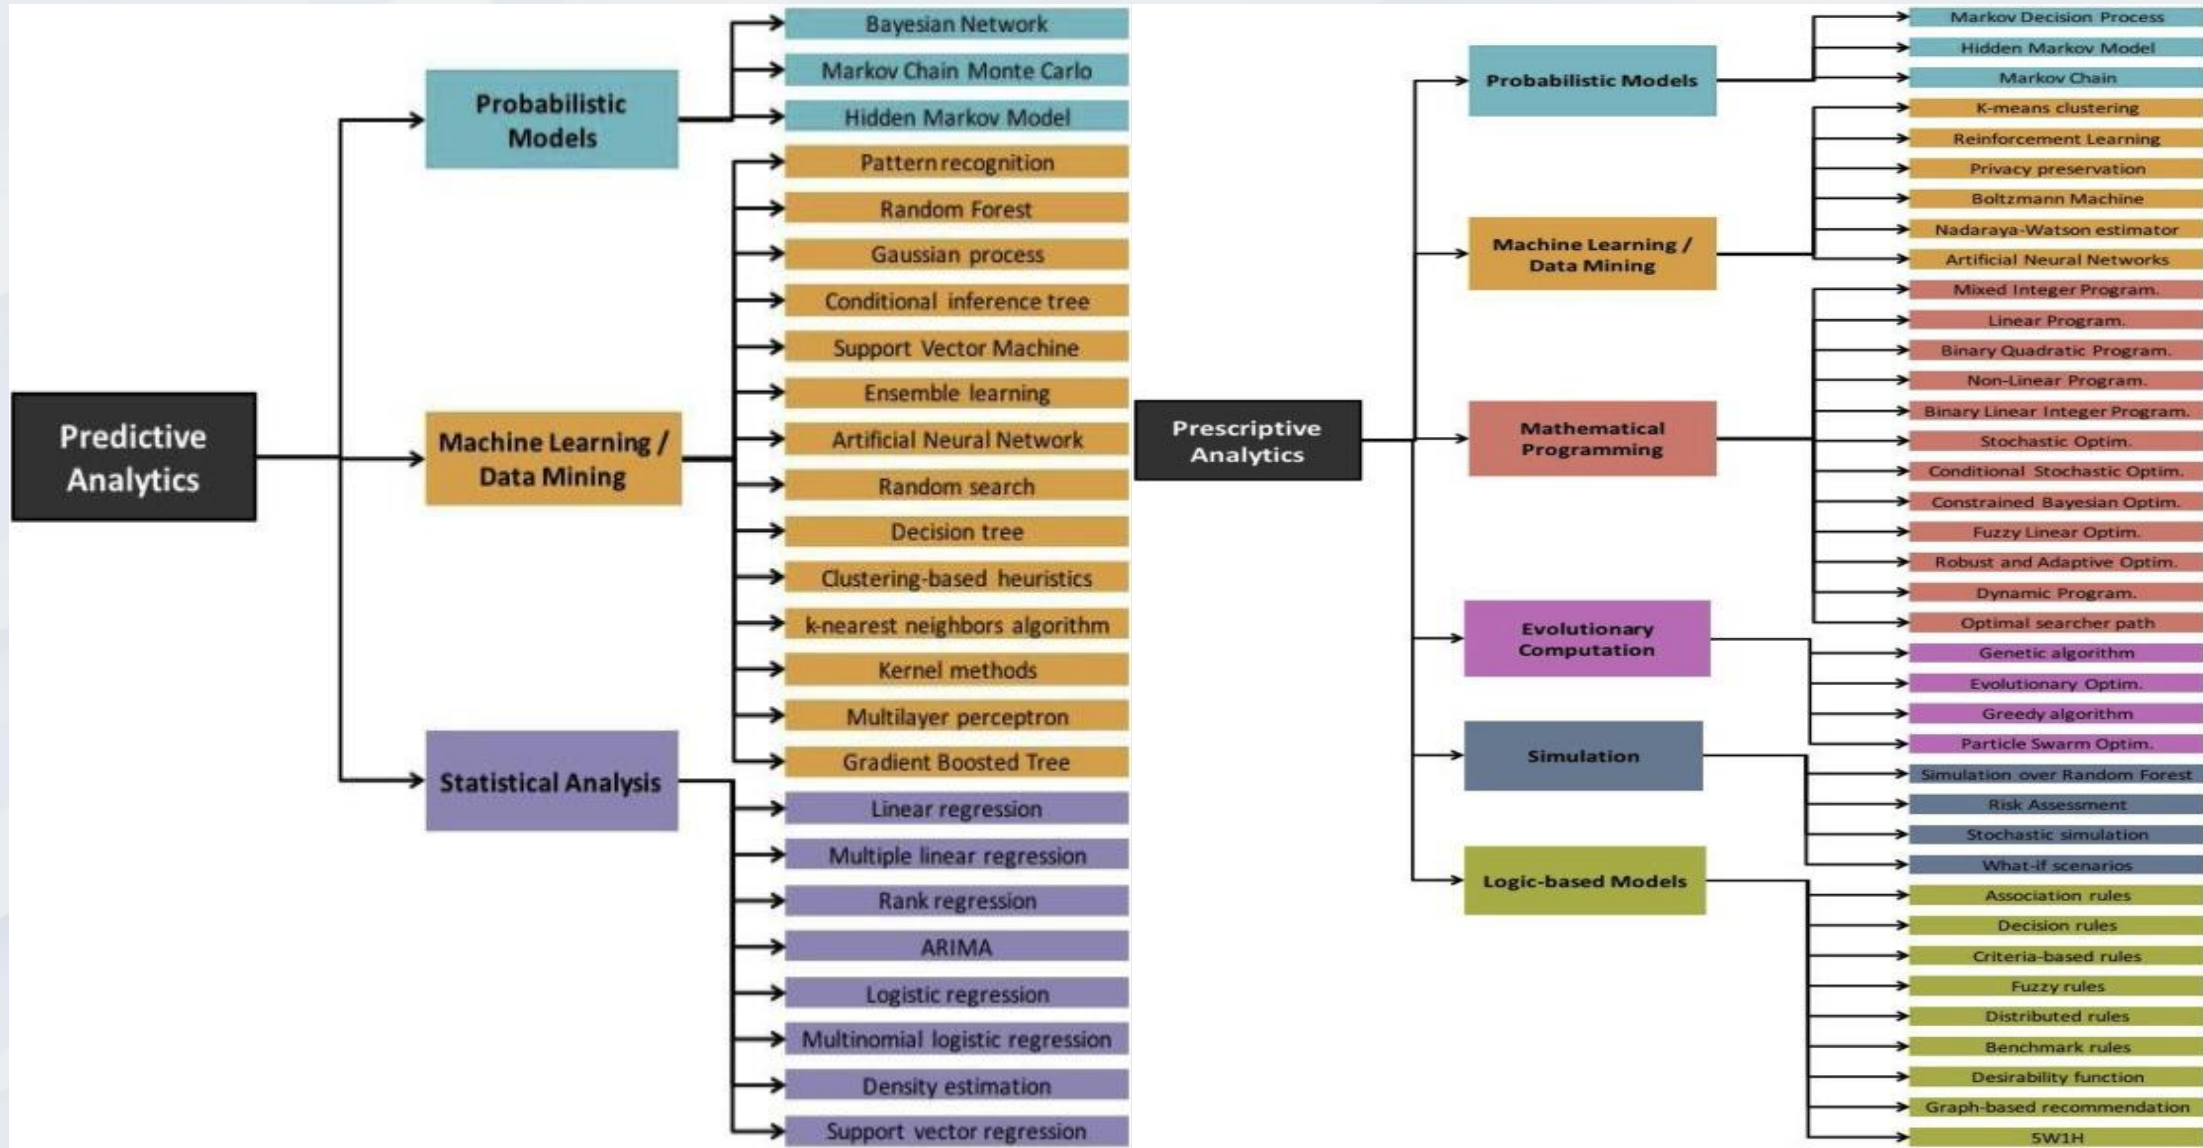 Predictive
Analytics
Probabilistic
Models
Bayesian Network
Markov Chain Monte Carlo
Hidden Markov Model
Machine Learning /
Data Mining
Pattern recognition
Random Forest
Gaussian process
Conditional inference tree
Support Vector Machine
Ensemble learning
Artificial Neural Network
Random search
Decision tree
Clustering-based heuristics
k-nearest neighbors algorithm
Kernel methods
Multilayer perceptron
Gradient Boosted Tree
Statistical Analysis
Linear regression
Multiple linear regression
Rank regression
ARIMA
Logistic regression
Multinomial logistic regression
Density estimation
Support vector regression
Prescriptive
Analytics
Probabilistic Models
Markov Decision Process
Hidden Markov Model
Markov Chain
Machine Learning /
Data Mining
K-means clustering
Reinforcement Learning
Privacy preservation
Boltzmann Machine
Nadaraya-Watson estimator
Artificial Neural Networks
Mathematical
Programming
Mixed Integer Program.
Linear Program.
Binary Quadratic Program.
Non-Linear Program.
Binary Linear Integer Program.
Stochastic Optim.
Conditional Stochastic Optim.
Constrained Bayesian Optim.
Fuzzy Linear Optim.
Robust and Adaptive Optim.
Dynamic Program.
Optimal searcher path
Evolutionary
Computation
Genetic algorithm
Evolutionary Optim.
Greedy algorithm
Particle Swarm Optim.
Simulation
Simulation over Random Forest
Risk Assessment
Stochastic simulation
What-if scenarios
Logic-based Models
Association rules
Decision rules
Criteria-based rules
Fuzzy rules
Distributed rules
Benchmark rules
Desirability function
Graph-based recommendation
5W1H